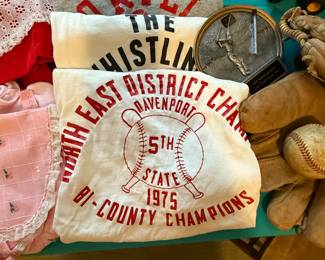 THE
WHISTLIN
NORTH EAST DISTRICT CHAM
DAVENPORT
5TH
STATE
1975
BI-COUNTY CHAMPIONS